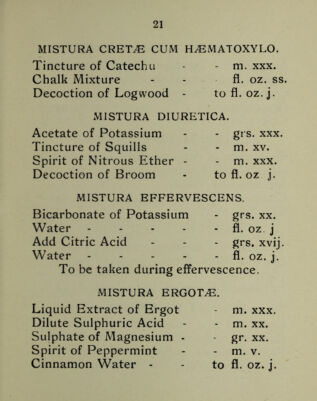 21
MISTURA CRETÆ CUM HÆMATOXYLO.
Tincture of Catechu - - m. xxx.
Chalk Mixture - - fl. oz. ss.
Decoction of Logwood - to fl. oz. j.
MISTURA DIURETICA.
Acetate of Potassium - - grs. xxx.
Tincture of Squills - - m. xv.
Spirit of Nitrous Ether - - m. xxx.
Decoction of Broom - to fl. oz j.
MISTURA EFFERVESCENS.
Bicarbonate of Potassium - grs. xx.
Water - - - - - fl. oz. j
Add Citric Acid - - - grs. xvij.
Water - - - - - fl. oz. j.
To be taken during effervescence.
MISTURA ERGOTÆ.
Liquid Extract of Ergot - m. xxx.
Dilute Sulphuric Acid - - m. xx.
Sulphate of Magnesium - - gr. xx.
Spirit of Peppermint - - m. v.
Cinnamon Water - - to fl. oz. j.